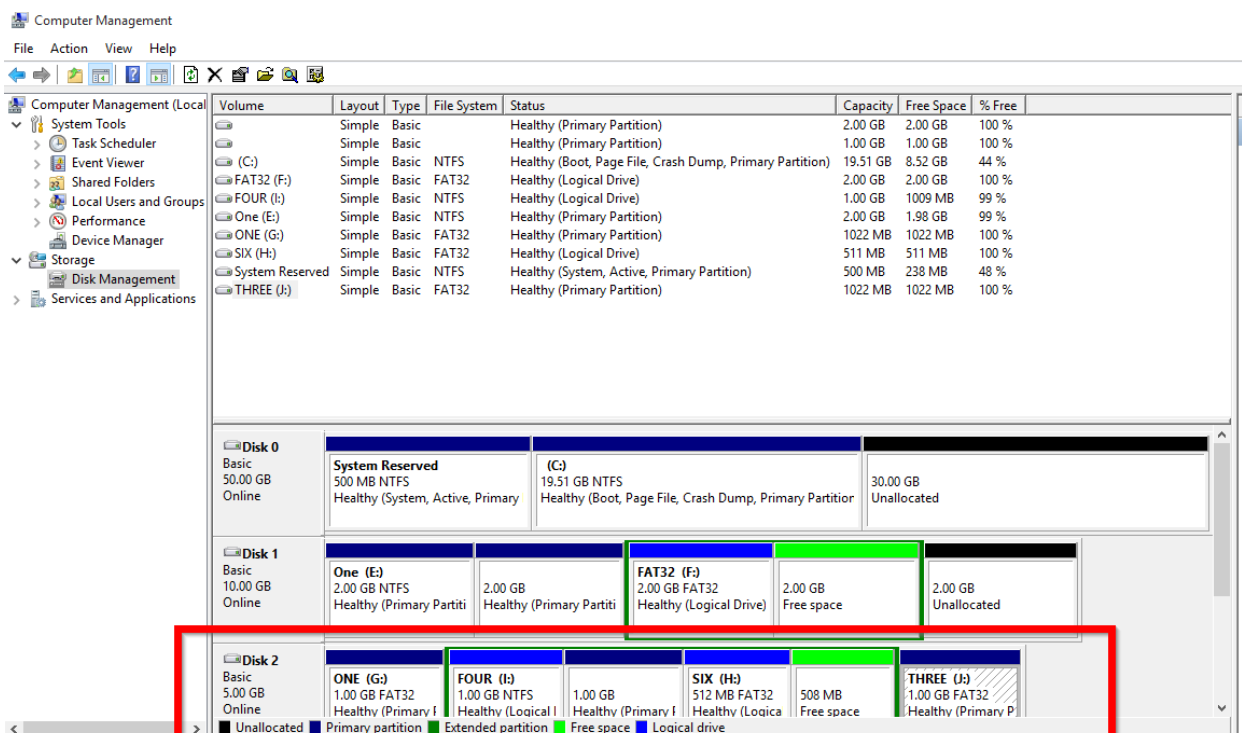 Computer Management
File Action View Help
Computer Management (Local
System Tools
Task Scheduler
Event Viewer
Shared Folders
Local Users and Groups
Performance
Device Manager
Storage
Disk Management
Services and Applications
Volume Layout Type File System Status Capacity Free Space % Free
Simple Basic Healthy (Primary Partition) 2.00 GB 2.00 GB 100 %
Simple Basic Healthy (Primary Partition) 1.00 GB 1.00 GB 100 %
(C:) Simple Basic NTFS Healthy (Boot, Page File, Crash Dump, Primary Partition) 19.51 GB 8.52 GB 44 %
FAT32 (F:) Simple Basic FAT32 Healthy (Logical Drive) 2.00 GB 2.00 GB 100 %
FOUR (I:) Simple Basic NTFS Healthy (Logical Drive) 1.00 GB 1009 MB 99 %
One (E:) Simple Basic NTFS Healthy (Primary Partition) 2.00 GB 1.98 GB 99 %
ONE (G:) Simple Basic FAT32 Healthy (Primary Partition) 1022 MB 1022 MB 100 %
SIX (H:) Simple Basic FAT32 Healthy (Logical Drive) 511 MB 511 MB 100 %
System Reserved Simple Basic NTFS Healthy (System, Active, Primary Partition) 500 MB 238 MB 48 %
THREE (J:) Simple Basic FAT32 Healthy (Primary Partition) 1022 MB 1022 MB 100 %
Disk 0
Basic
50.00 GB
Online
System Reserved
500 MB NTFS
Healthy (System, Active, Primary
(C:)
19.51 GB NTFS
Healthy (Boot, Page File, Crash Dump, Primary Partitior
30.00 GB
Unallocated
Disk 1
Basic
10.00 GB
Online
One (E:)
2.00 GB NTFS
Healthy (Primary Partiti
2.00 GB
Healthy (Primary Partiti
FAT32 (F:)
2.00 GB FAT32
Healthy (Logical Drive)
2.00 GB
Free space
2.00 GB
Unallocated
Disk 2
Basic
5.00 GB
Online
ONE (G:)
1.00 GB FAT32
Healthy (Primary F
FOUR (I:)
1.00 GB NTFS
Healthy (Logical I
1.00 GB
Healthy (Primary F
SIX (H:)
512 MB FAT32
Healthy (Logica
508 MB
Free space
THREE (J:)
1.00 GB FAT32
Healthy (Primary P
Unallocated Primary partition Extended partition Free space Logical drive